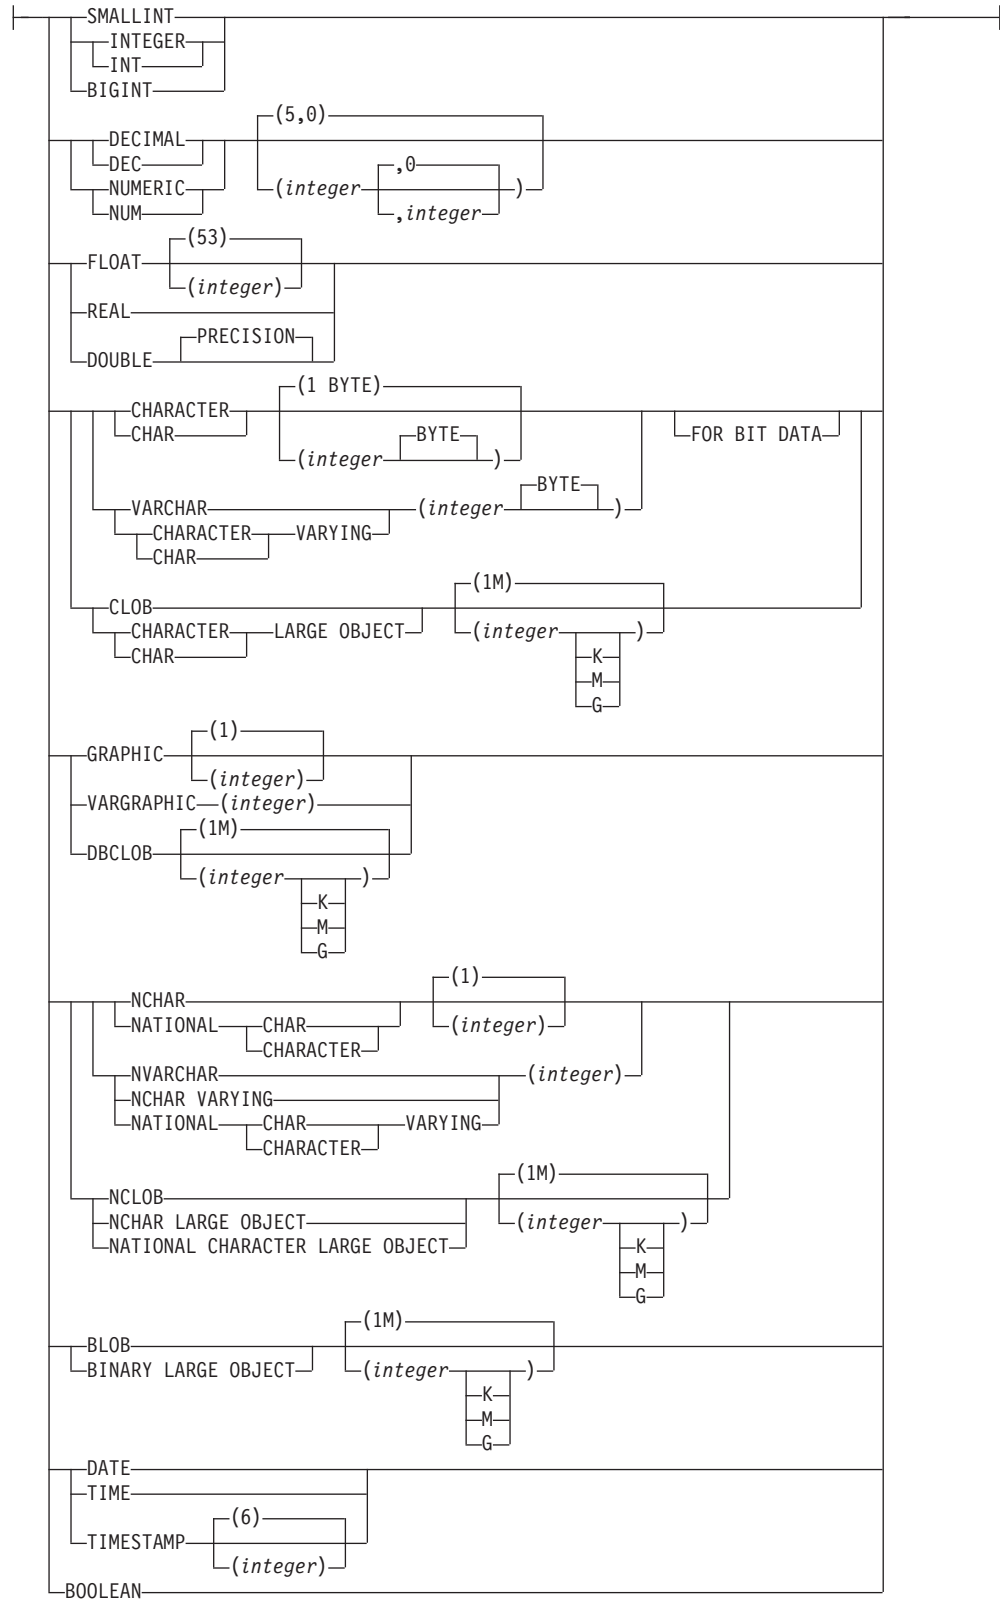 SMALLINT
INTEGER
INT
BIGINT
(5,0)
DECIMAL
DEC
,0
NUMERIC
(integer )
NUM
,integer
(53)
FLOAT
(integer)
REAL
PRECISION
DOUBLE
(1 BYTE)
CHARACTER
CHAR
FOR BIT DATA
BYTE
(integer )
BYTE
VARCHAR
(integer )
CHARACTER VARYING
CHAR
(1M)
CLOB
CHARACTER LARGE OBJECT
(integer )
CHAR
K
M
G
(1)
GRAPHIC
(integer)
VARGRAPHIC (integer)
(1M)
DBCLOB
(integer )
K
M
G
(1)
NCHAR
NATIONAL CHAR
(integer)
CHARACTER
NVARCHAR
(integer)
NCHAR VARYING
NATIONAL CHAR VARYING
CHARACTER
(1M)
NCLOB
NCHAR LARGE OBJECT
(integer )
NATIONAL CHARACTER LARGE OBJECT
K
M
G
(1M)
BLOB
BINARY LARGE OBJECT
(integer )
K
M
G
DATE
TIME
(6)
TIMESTAMP
(integer)
BOOLEAN